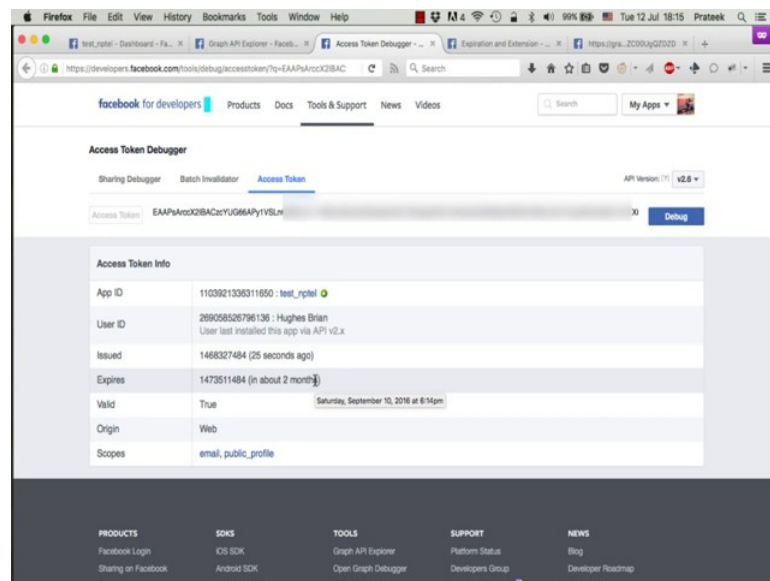 Firefox File Edit View History Bookmarks Tools Window Help 4 99% Tue 12 Jul 18:15 Prateek
test_nptel - Dashboard - Fa... Graph API Explorer - Faceb... Access Token Debugger - ... Expiration and Extension - ... https://gra...ZC00UgQZDZD
https://developers.facebook.com/tools/debug/accesstoken/?q=EAAPsArccX2IBAC Search
facebook for developers Products Docs Tools & Support News Videos Search My Apps
Access Token Debugger
Sharing Debugger Batch Invalidator Access Token API Version: [?] v2.6
Access Token Debug
Access Token Info
App ID 1103921336311650 : test_nptel
User ID 269058526796136 : Hughes Brian
User last installed this app via API v2.x
Issued 1468327484 (25 seconds ago)
Expires 1473511484 (in about 2 months)
Saturday, September 10, 2016 at 6:14pm
Valid True
Origin Web
Scopes email, public_profile
PRODUCTS SDKS TOOLS SUPPORT NEWS
Facebook Login iOS SDK Graph API Explorer Platform Status Blog
Sharing on Facebook Android SDK Open Graph Debugger Developers Group Developer Roadmap